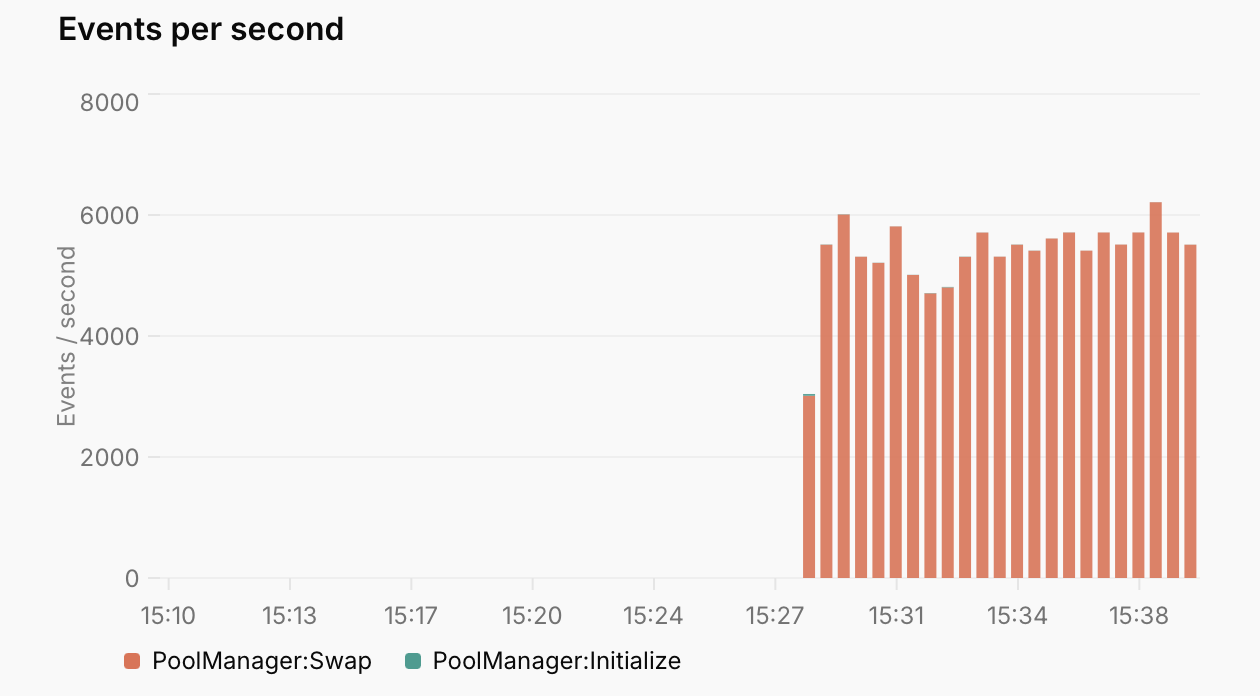 Events per second
8000
6000
4000
2000
0
Events / second
15:10 15:13 15:17 15:20 15:24 15:27 15:31 15:34 15:38
PoolManager:Swap PoolManager:Initialize